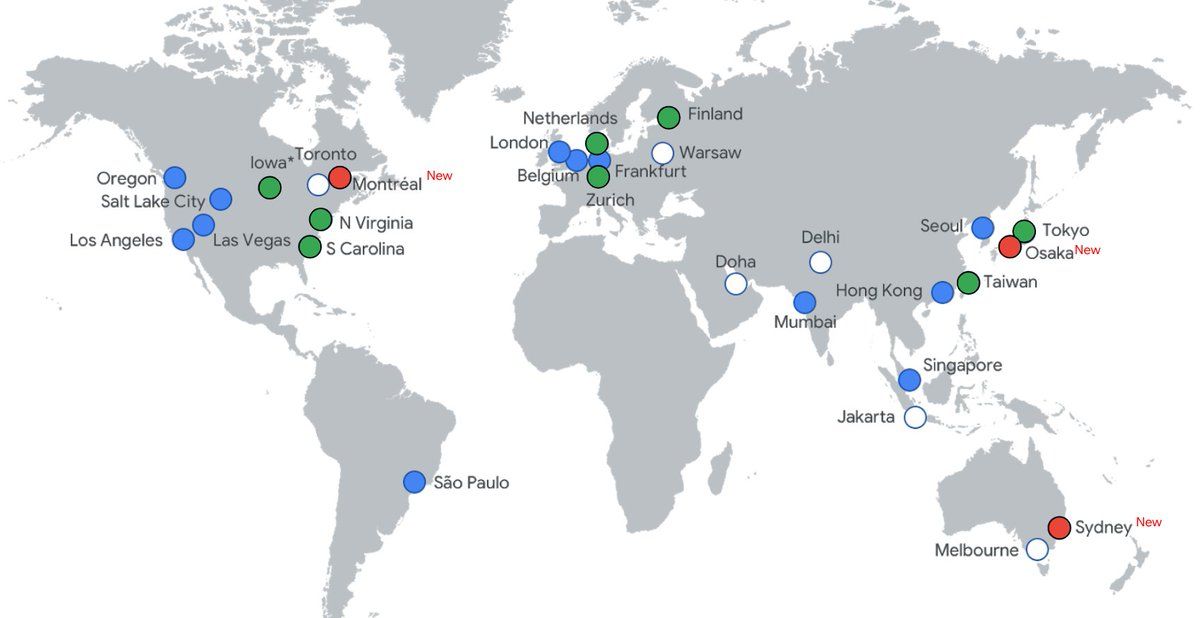 Netherlands
Finland
London
Warsaw
Belgium
Frankfurt
Zurich
Iowa*
Toronto
Montréal New
Oregon
Salt Lake City
N Virginia
Los Angeles
Las Vegas
S Carolina
Seoul
Tokyo
Osaka New
Delhi
Doha
Hong Kong
Taiwan
Mumbai
Singapore
Jakarta
São Paulo
Sydney New
Melbourne